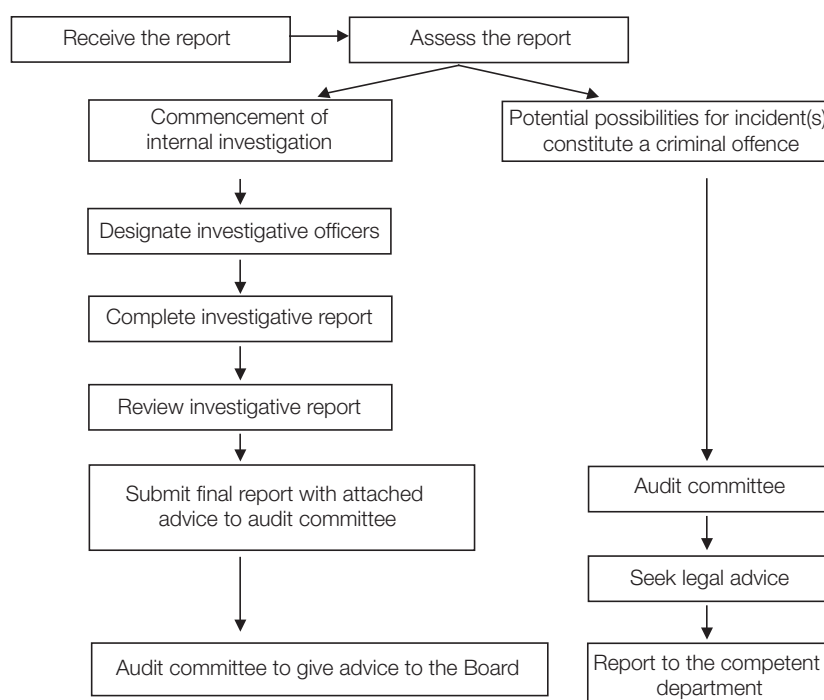 Receive the report
Assess the report
Commencement of
internal investigation
Potential possibilities for incident(s)
constitute a criminal offence
Designate investigative officers
Complete investigative report
Review investigative report
Submit final report with attached
advice to audit committee
Audit committee
Seek legal advice
Audit committee to give advice to the Board
Report to the competent
department